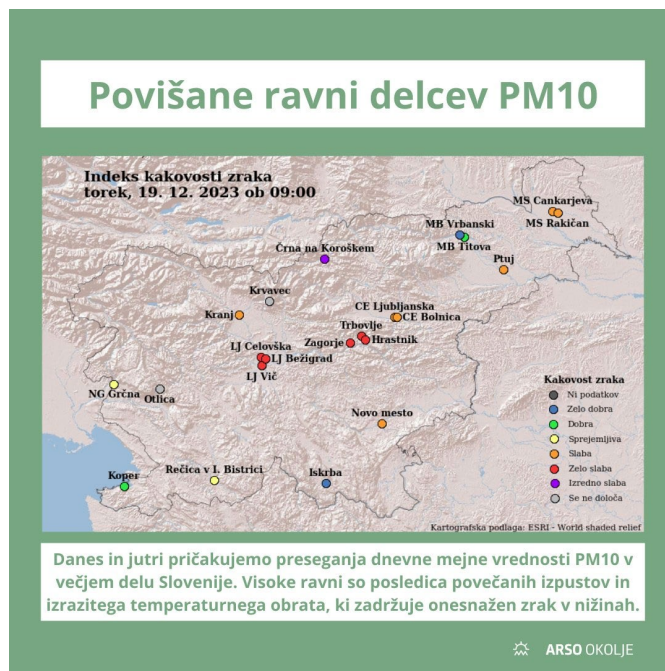 Povišane ravni delcev PM10
Indeks kakovosti zraka
torek, 19. 12. 2023 ob 09:00
MS Cankarjeva
MS Rakičan
MB Vrbanski
MB Titova
Črna na Koroškem
Ptuj
Krvavec
Kranj
CE Ljubljanska
CE Bolnica
Trbovlje
Zagorje
Hrastnik
LJ Celovška
LJ Bežigrad
LJ Vič
NG Grčna
Otlica
Novo mesto
Koper
Rečica v I. Bistrici
Iskrba
Kakovost zraka
Ni podatkov
Zelo dobra
Dobra
Sprejemljiva
Slaba
Zelo slaba
Izredno slaba
Se ne določa
Kartografska podlaga: ESRI - World shaded relief
Danes in jutri pričakujemo preseganja dnevne mejne vrednosti PM10 v
večjem delu Slovenije. Visoke ravni so posledica povečanih izpustov in
izrazitega temperaturnega obrata, ki zadržuje onesnažen zrak v nižinah.
ARSO OKOLJE